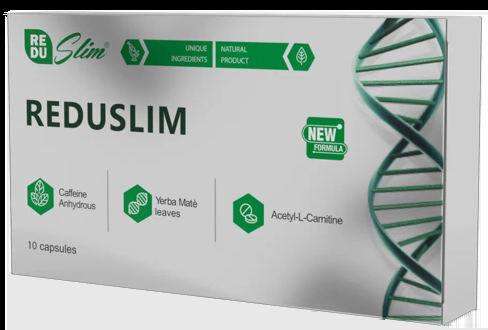 RE
DU
Slim®
UNIQUE
INGREDIENTS
NATURAL
PRODUCT
REDUSLIM
NEW
FORMULA
Caffeine
Anhydrous
Yerba Matè
leaves
Acetyl-L-Carnitine
10 capsules